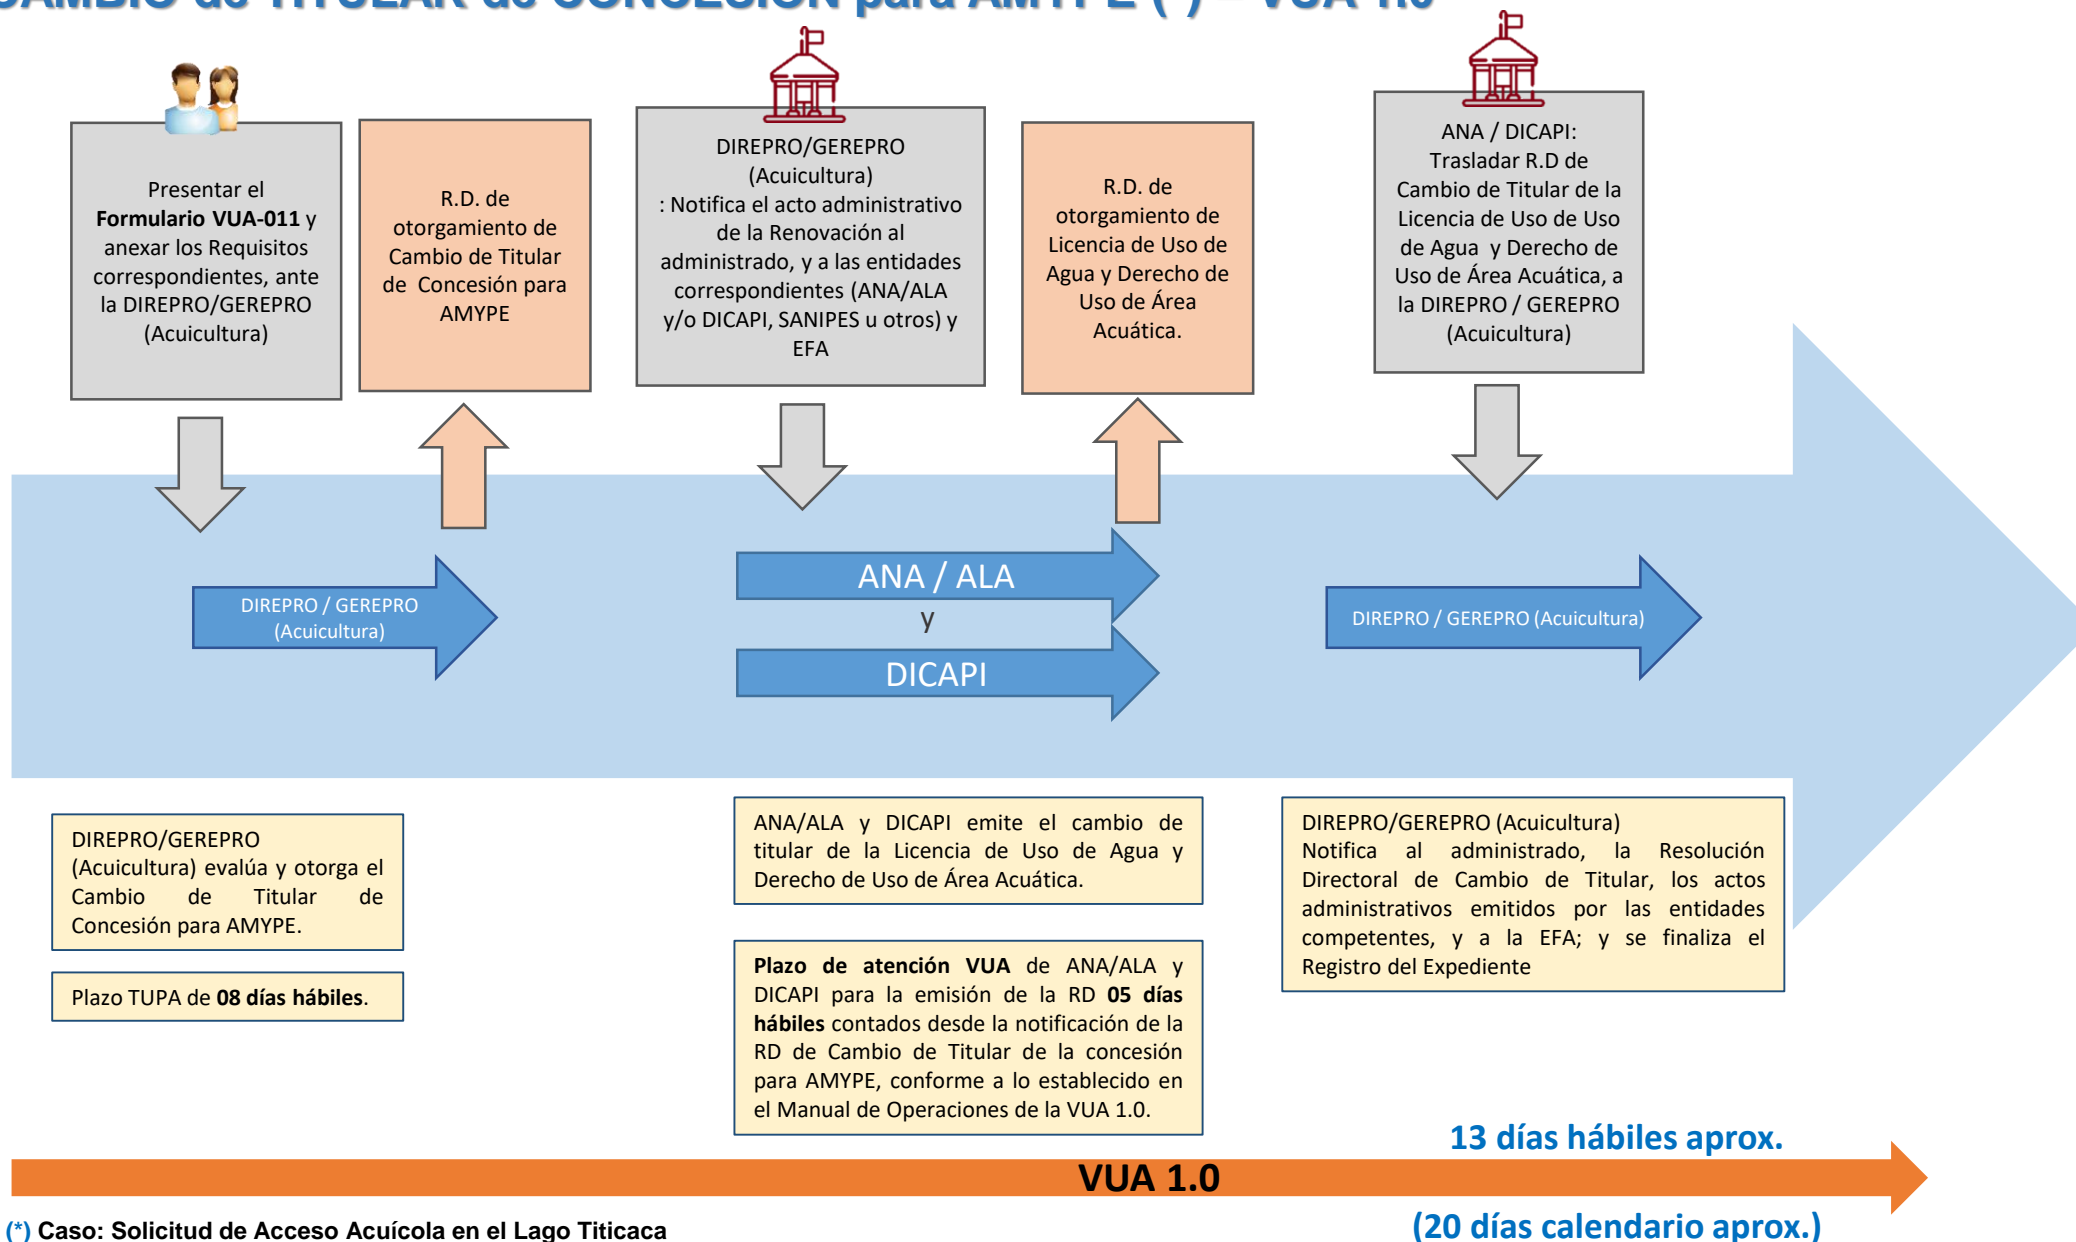 CAMBIO de TITULAR de CONCESIÓN para AMYPE (*) – VUA 1.0
Presentar el
Formulario VUA-011 y
anexar los Requisitos
correspondientes, ante
la DIREPRO/GEREPRO
(Acuicultura)
R.D. de
otorgamiento de
Cambio de Titular
de Concesión para
AMYPE
DIREPRO/GEREPRO
(Acuicultura)
: Notifica el acto administrativo
de la Renovación al
administrado, y a las entidades
correspondientes (ANA/ALA
y/o DICAPI, SANIPES u otros) y
EFA
R.D. de
otorgamiento de
Licencia de Uso de
Agua y Derecho de
Uso de Área
Acuática.
ANA / DICAPI:
Trasladar R.D de
Cambio de Titular de la
Licencia de Uso de Uso
de Agua y Derecho de
Uso de Área Acuática, a
la DIREPRO / GEREPRO
(Acuicultura)
DIREPRO / GEREPRO
(Acuicultura)
ANA / ALA
y
DICAPI
DIREPRO / GEREPRO (Acuicultura)
DIREPRO/GEREPRO
(Acuicultura) evalúa y otorga el
Cambio de Titular de
Concesión para AMYPE.
Plazo TUPA de 08 días hábiles.
ANA/ALA y DICAPI emite el cambio de
titular de la Licencia de Uso de Agua y
Derecho de Uso de Área Acuática.
Plazo de atención VUA de ANA/ALA y
DICAPI para la emisión de la RD 05 días
hábiles contados desde la notificación de la
RD de Cambio de Titular de la concesión
para AMYPE, conforme a lo establecido en
el Manual de Operaciones de la VUA 1.0.
DIREPRO/GEREPRO (Acuicultura)
Notifica al administrado, la Resolución
Directoral de Cambio de Titular, los actos
administrativos emitidos por las entidades
competentes, y a la EFA; y se finaliza el
Registro del Expediente
13 días hábiles aprox.
VUA 1.0
(20 días calendario aprox.)
(*) Caso: Solicitud de Acceso Acuícola en el Lago Titicaca